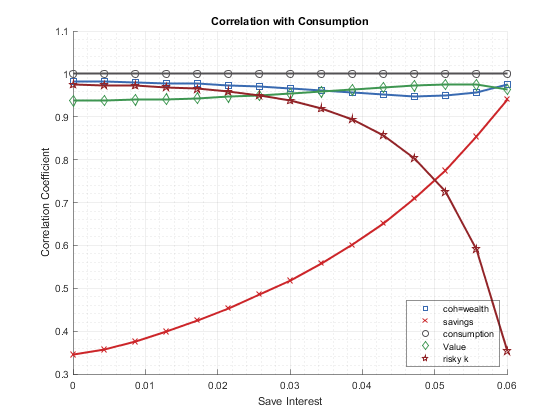 Correlation with Consumption
1.1
1
0.9
0.8
0.7
0.6
0.5
0.4
0.3
Correlation Coefficient
0
0.01
0.02
0.03
0.04
0.05
0.06
Save Interest
coh=wealth
savings
consumption
Value
risky k